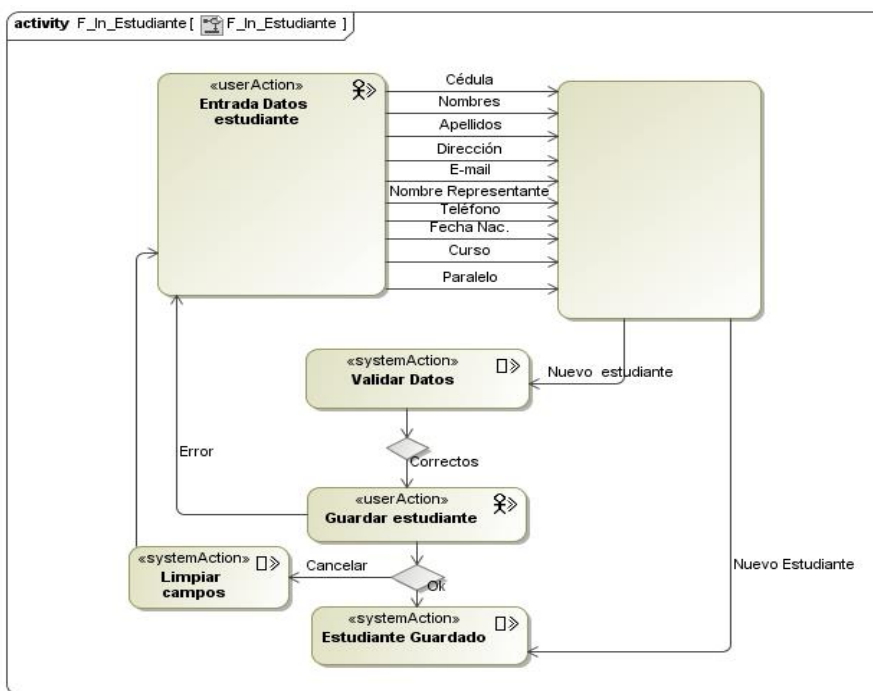 activity F_In_Estudiante [ F_In_Estudiante ]
«userAction»
Entrada Datos
estudiante
Cédula
Nombres
Apellidos
Dirección
E-mail
Nombre Representante
Teléfono
Fecha Nac.
Curso
Paralelo
«systemAction»
Validar Datos
Nuevo estudiante
Correctos
Error
«userAction»
Guardar estudiante
«systemAction»
Limpiar
campos
Cancelar
Ok
Nuevo Estudiante
«systemAction»
Estudiante Guardado